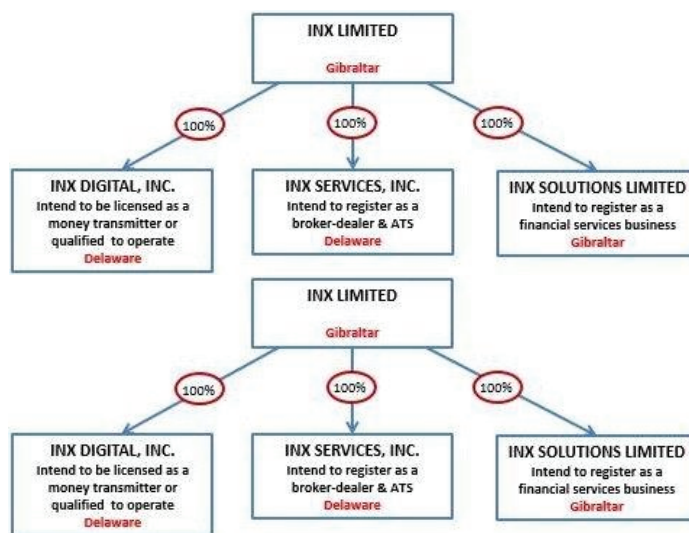 INX LIMITED
Gibraltar
100%
100%
100%
INX DIGITAL, INC.
Intend to be licensed as a
money transmitter or
qualified to operate
Delaware
INX SERVICES, INC.
Intend to register as a
broker-dealer & ATS
Delaware
INX SOLUTIONS LIMITED
Intend to register as a
financial services business
Gibraltar
INX LIMITED
Gibraltar
100%
100%
100%
INX DIGITAL, INC.
Intend to be licensed as a
money transmitter or
qualified to operate
Delaware
INX SERVICES, INC.
Intend to register as a
broker-dealer & ATS
Delaware
INX SOLUTIONS LIMITED
Intend to register as a
financial services business
Gibraltar